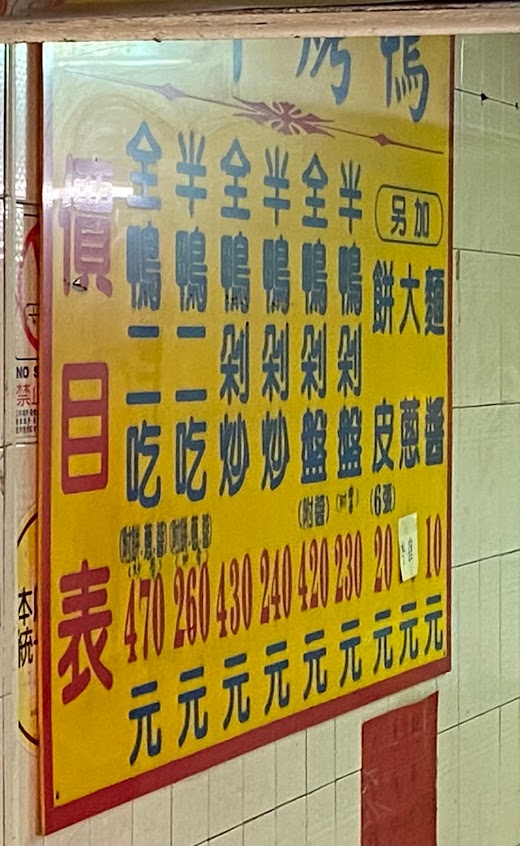 烤鴨
價目表
全鴨二吃(附餅.蔥.醬)470元
半鴨二吃(附餅.蔥.醬)260元
全鴨剁炒430元
半鴨剁炒240元
全鴨剁盤(附醬)420元
半鴨剁盤(附醬)230元
另加
餅皮(6張)20元
大蔥元
麵醬10元
NO S
禁止
本
統